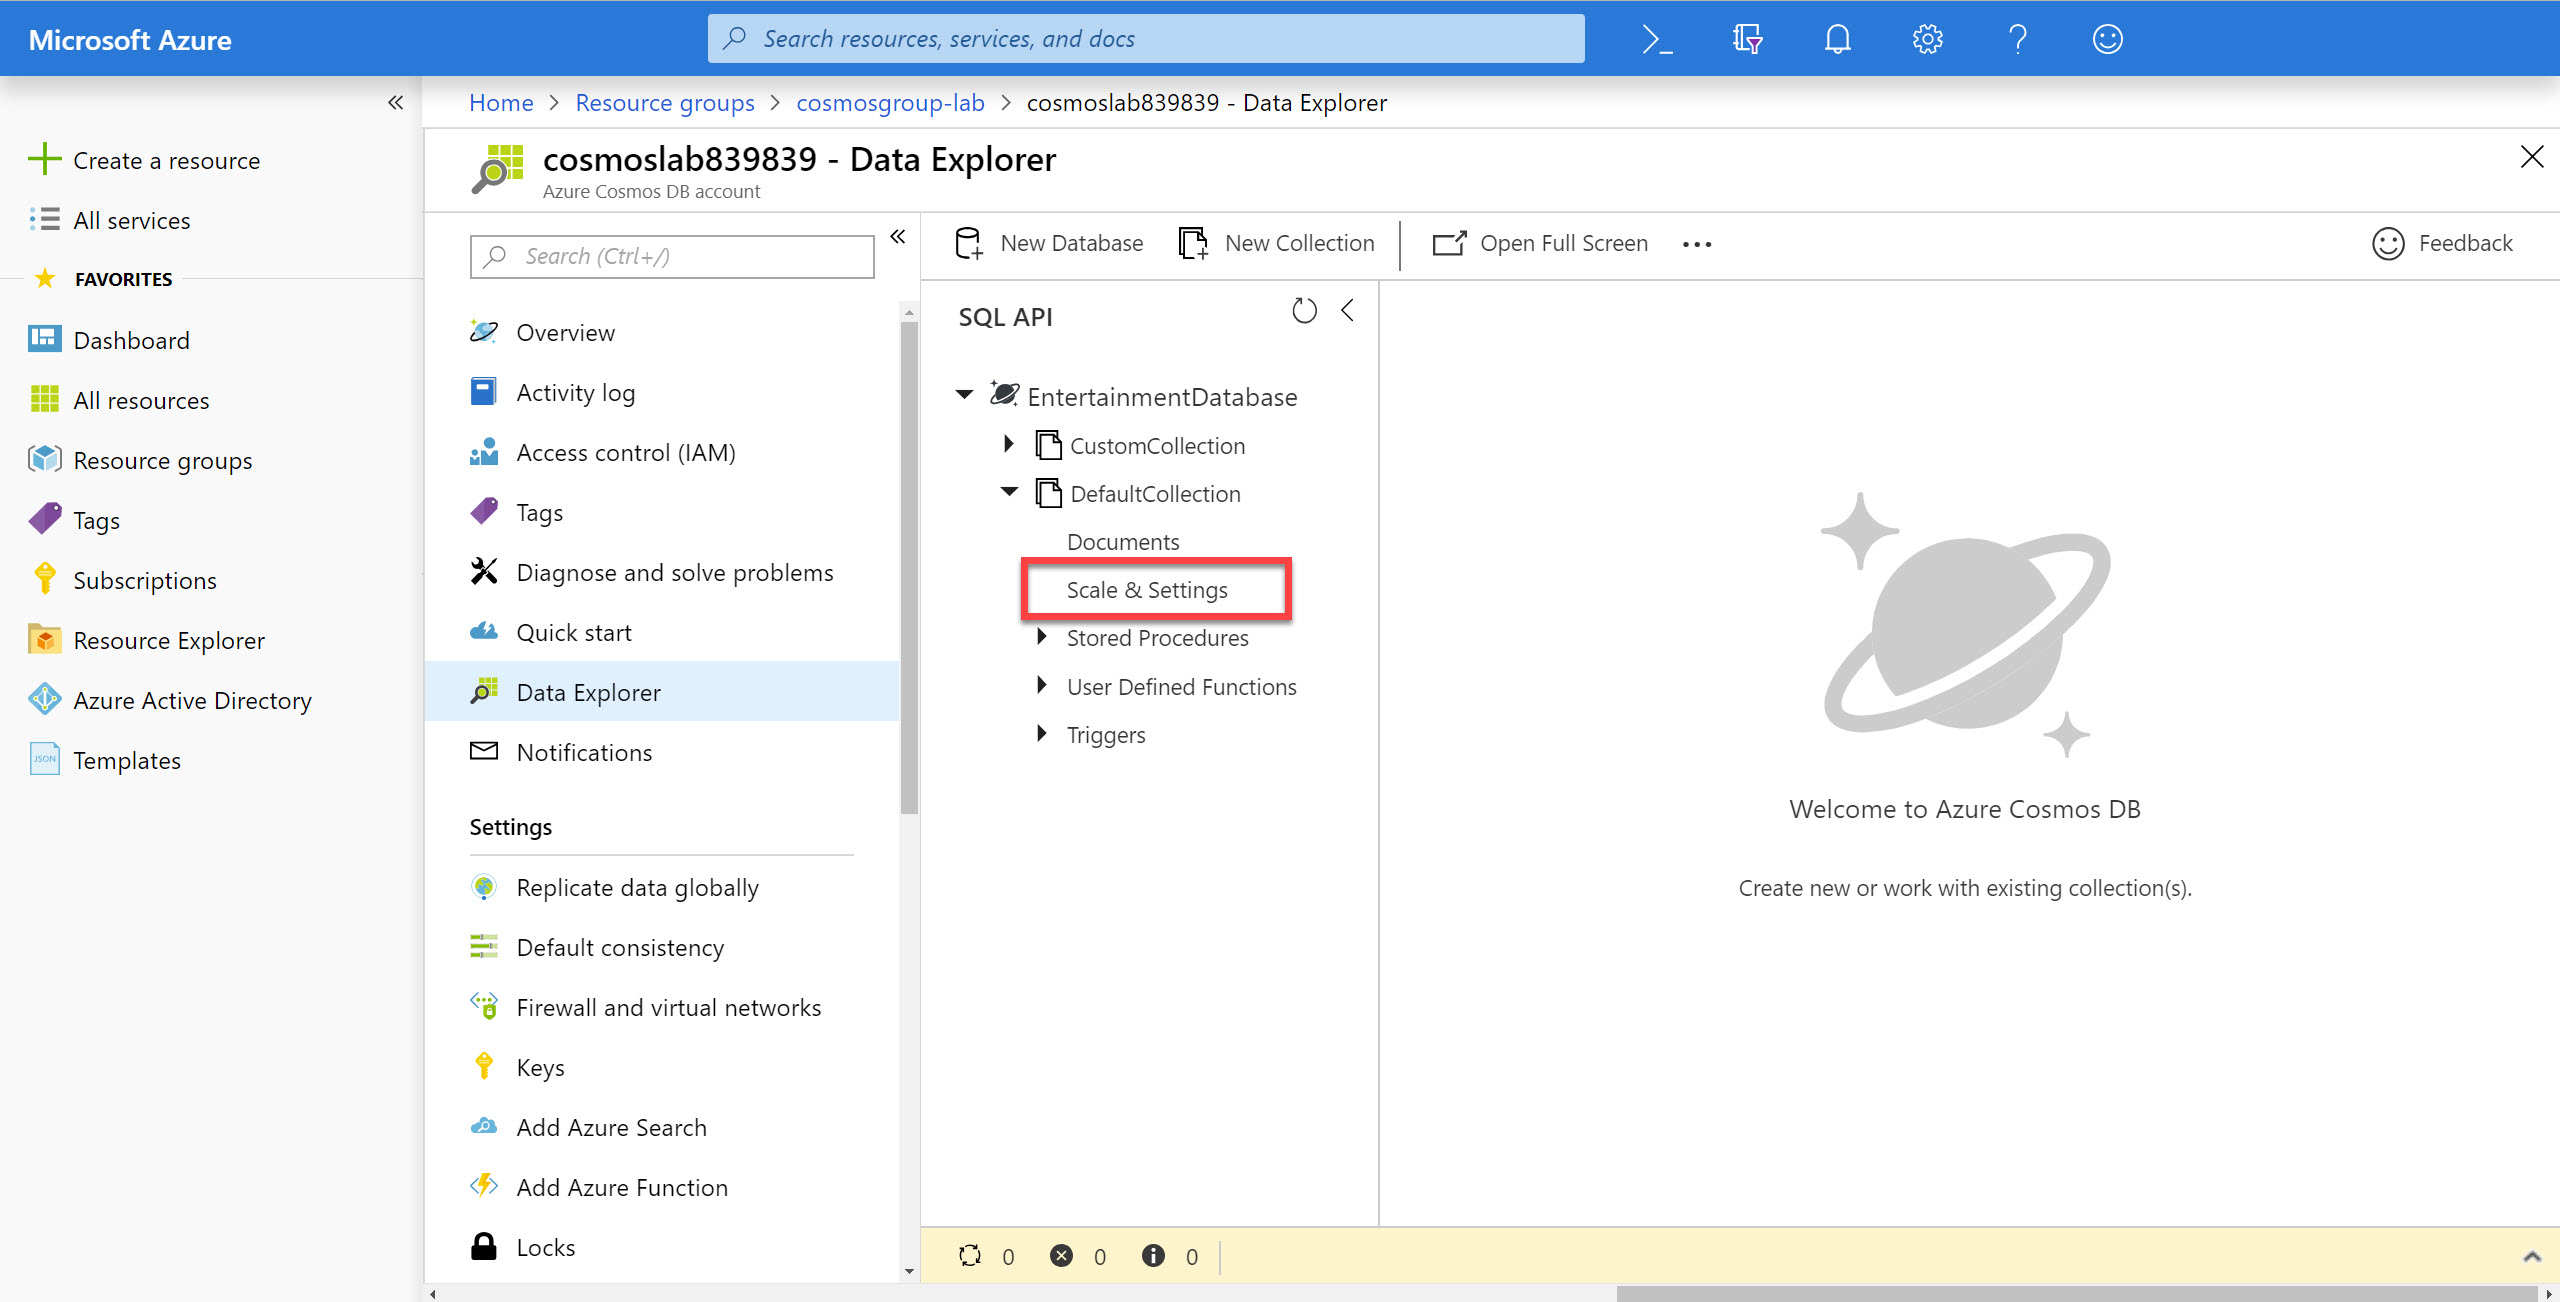 Microsoft Azure
Search resources, services, and docs
Home > Resource groups > cosmosgroup-lab > cosmoslab839839 - Data Explorer
Create a resource
All services
FAVORITES
Dashboard
All resources
Resource groups
Tags
Subscriptions
Resource Explorer
Azure Active Directory
JSON
Templates
cosmoslab839839 - Data Explorer
Azure Cosmos DB account
Search (Ctrl+/)
Overview
Activity log
Access control (IAM)
Tags
Diagnose and solve problems
Quick start
Data Explorer
Notifications
Settings
Replicate data globally
Default consistency
Firewall and virtual networks
Keys
Add Azure Search
Add Azure Function
Locks
New Database
New Collection
Open Full Screen
Feedback
SQL API
EntertainmentDatabase
CustomCollection
DefaultCollection
Documents
Scale & Settings
Stored Procedures
User Defined Functions
Triggers
Welcome to Azure Cosmos DB
Create new or work with existing collection(s).
0 0 0